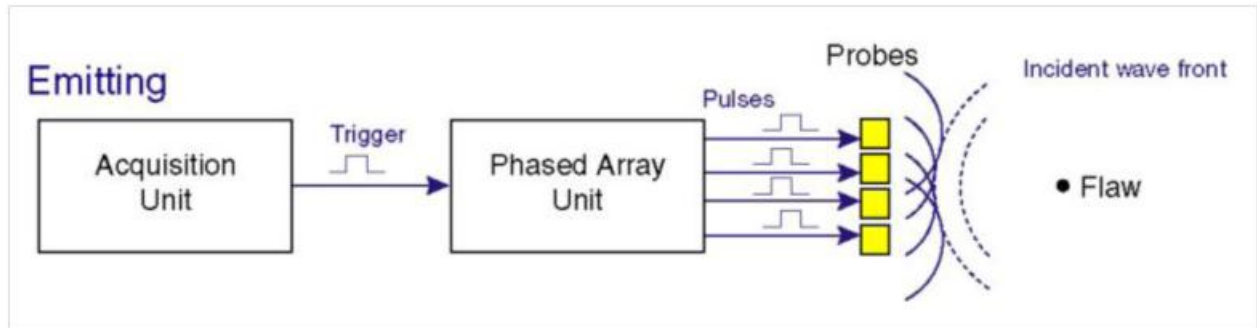 Emitting
Acquisition
Unit
Trigger
Phased Array
Unit
Pulses
Probes
Incident wave front
Flaw